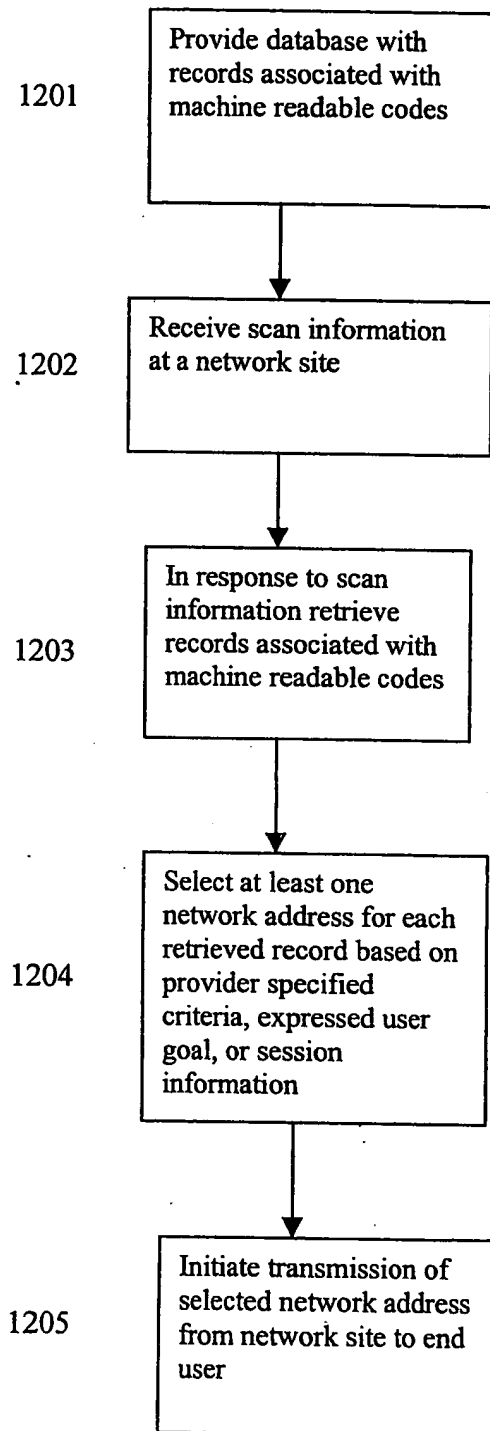 Provide database with
records associated with
machine readable codes
1201
Receive scan information
at a network site
1202
In response to scan
information retrieve
records associated with
machine readable codes
1203
Select at least one
network address for each
retrieved record based on
provider specified
criteria, expressed user
goal, or session
information
1204
Initiate transmission of
selected network address
from network site to end
user
1205